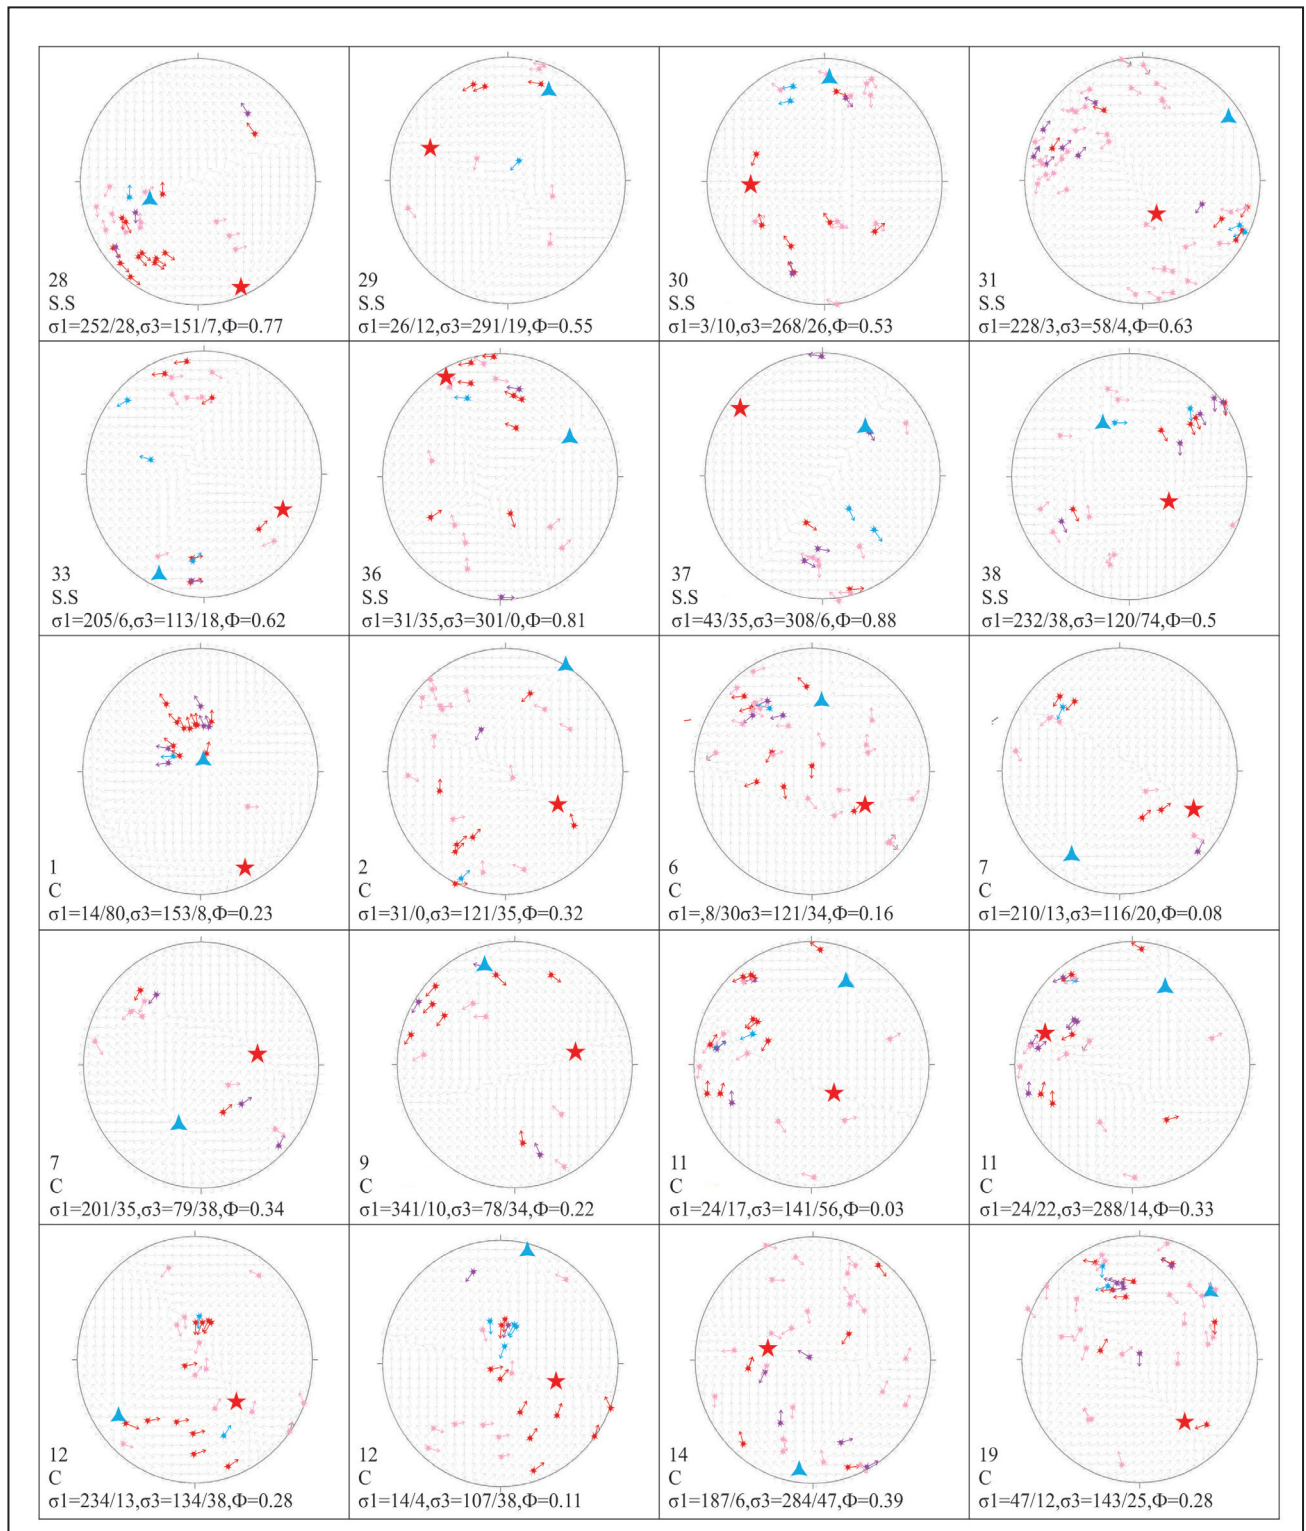 28
S.S
σ1=252/28,σ3=151/7,Φ=0.77
29
S.S
σ1=26/12,σ3=291/19,Φ=0.55
30
S.S
σ1=3/10,σ3=268/26,Φ=0.53
31
S.S
σ1=228/3,σ3=58/4,Φ=0.63
33
S.S
σ1=205/6,σ3=113/18,Φ=0.62
36
S.S
σ1=31/35,σ3=301/0,Φ=0.81
37
S.S
σ1=43/35,σ3=308/6,Φ=0.88
38
S.S
σ1=232/38,σ3=120/74,Φ=0.5
1
C
σ1=14/80,σ3=153/8,Φ=0.23
2
C
σ1=31/0,σ3=121/35,Φ=0.32
6
C
σ1=,8/30σ3=121/34,Φ=0.16
7
C
σ1=210/13,σ3=116/20,Φ=0.08
7
C
σ1=201/35,σ3=79/38,Φ=0.34
9
C
σ1=341/10,σ3=78/34,Φ=0.22
11
C
σ1=24/17,σ3=141/56,Φ=0.03
11
C
σ1=24/22,σ3=288/14,Φ=0.33
12
C
σ1=234/13,σ3=134/38,Φ=0.28
12
C
σ1=14/4,σ3=107/38,Φ=0.11
14
C
σ1=187/6,σ3=284/47,Φ=0.39
19
C
σ1=47/12,σ3=143/25,Φ=0.28